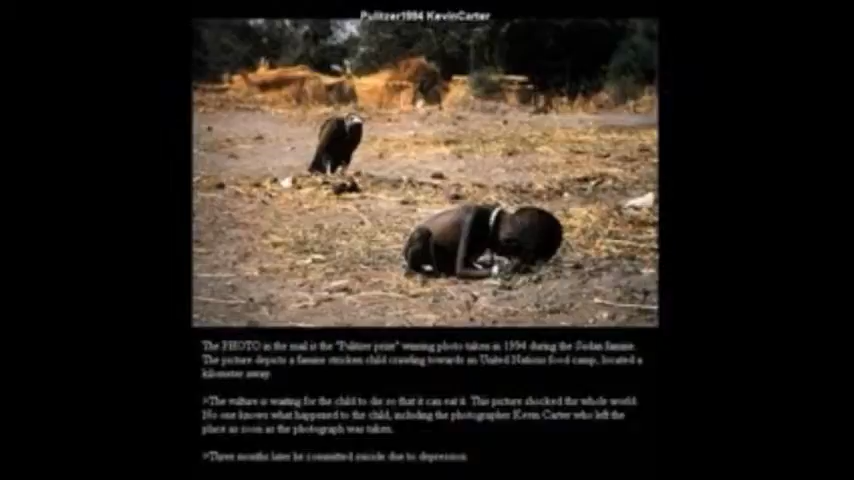 Pulitzer1994 KevinCarter
The PHOTO in the mail is the "Pulitzer prize" winning photo taken in 1994 during the Sudan famine.
The picture depicts a famine stricken child crawling towards an United Nations food camp, located a
kilometer away.
>The vulture is waiting for the child to die so that it can eat it. This picture shocked the whole world.
No one knows what happened to the child, including the photographer Kevin Carter who left the
place as soon as the photograph was taken.
>Three months later he committed suicide due to depression.